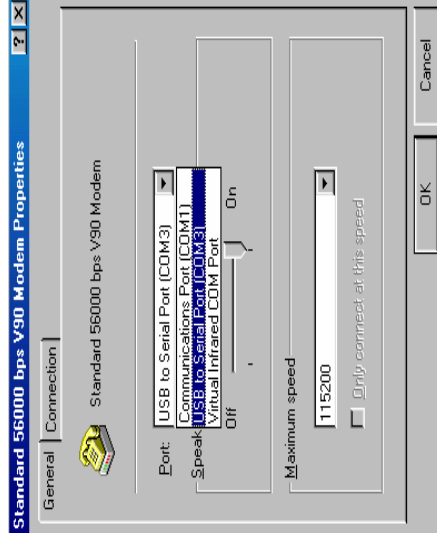 Standard 56000 bps V90 Modem Properties
General
Connection
Standard 56000 bps V90 Modem
Port:
USB to Serial Port (COM3)
Communications Port (COM1)
USB to Serial Port (COM3)
Virtual Infrared COM Port
Speak
Off
On
Maximum speed
115200
Only connect at this speed
OK
Cancel